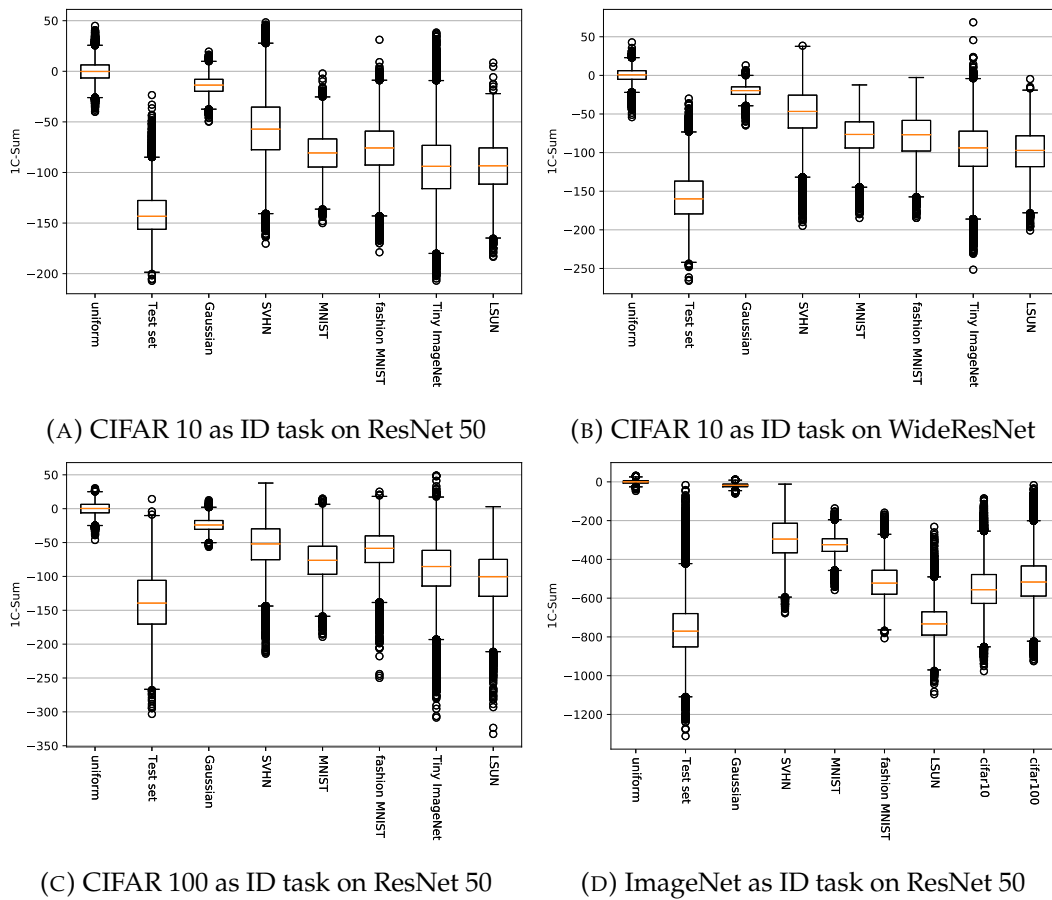 50
0
−50
−100
−150
−200
1C-Sum
uniform
Test set
Gaussian
SVHN
MNIST
fashion MNIST
Tiny ImageNet
LSUN
(A) CIFAR 10 as ID task on ResNet 50
50
0
−50
−100
−150
−200
−250
1C-Sum
uniform
Test set
Gaussian
SVHN
MNIST
fashion MNIST
Tiny ImageNet
LSUN
(B) CIFAR 10 as ID task on WideResNet
50
0
−50
−100
−150
−200
−250
−300
−350
1C-Sum
uniform
Test set
Gaussian
SVHN
MNIST
fashion MNIST
Tiny ImageNet
LSUN
(C) CIFAR 100 as ID task on ResNet 50
0
−200
−400
−600
−800
−1000
−1200
1C-Sum
uniform
Test set
Gaussian
SVHN
MNIST
fashion MNIST
LSUN
cifar10
cifar100
(D) ImageNet as ID task on ResNet 50